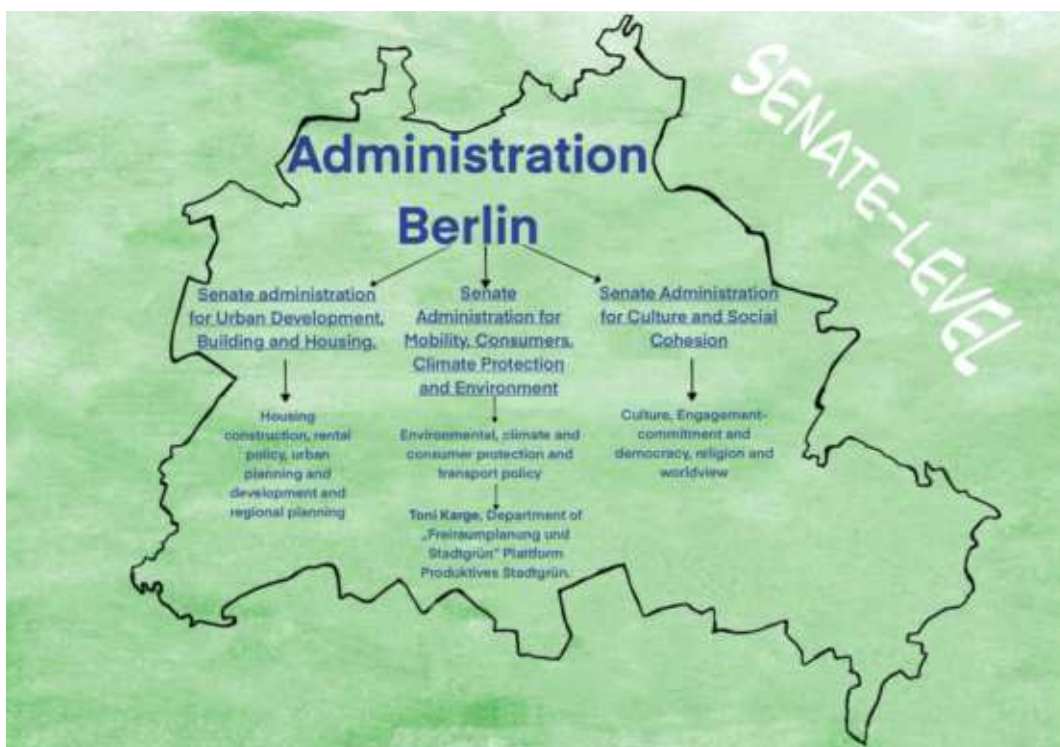 SENATE-LEVEL
Administration
Berlin
Senate administration
for Urban Development,
Building and Housing,
Housing
construction, rental
policy, urban
planning and
development and
regional planning
Senate
Administration for
Mobility, Consumers,
Climate Protection
and Environment
Environmental, climate and
consumer protection and
transport policy
Toni Karge, Department of
„Freiraumplanung und
Stadtgrün“ Plattform
Produktives Stadtgrün.
Senate Administration
for Culture and Social
Cohesion
Culture, Engagement-
commitment and
democracy, religion and
worldview